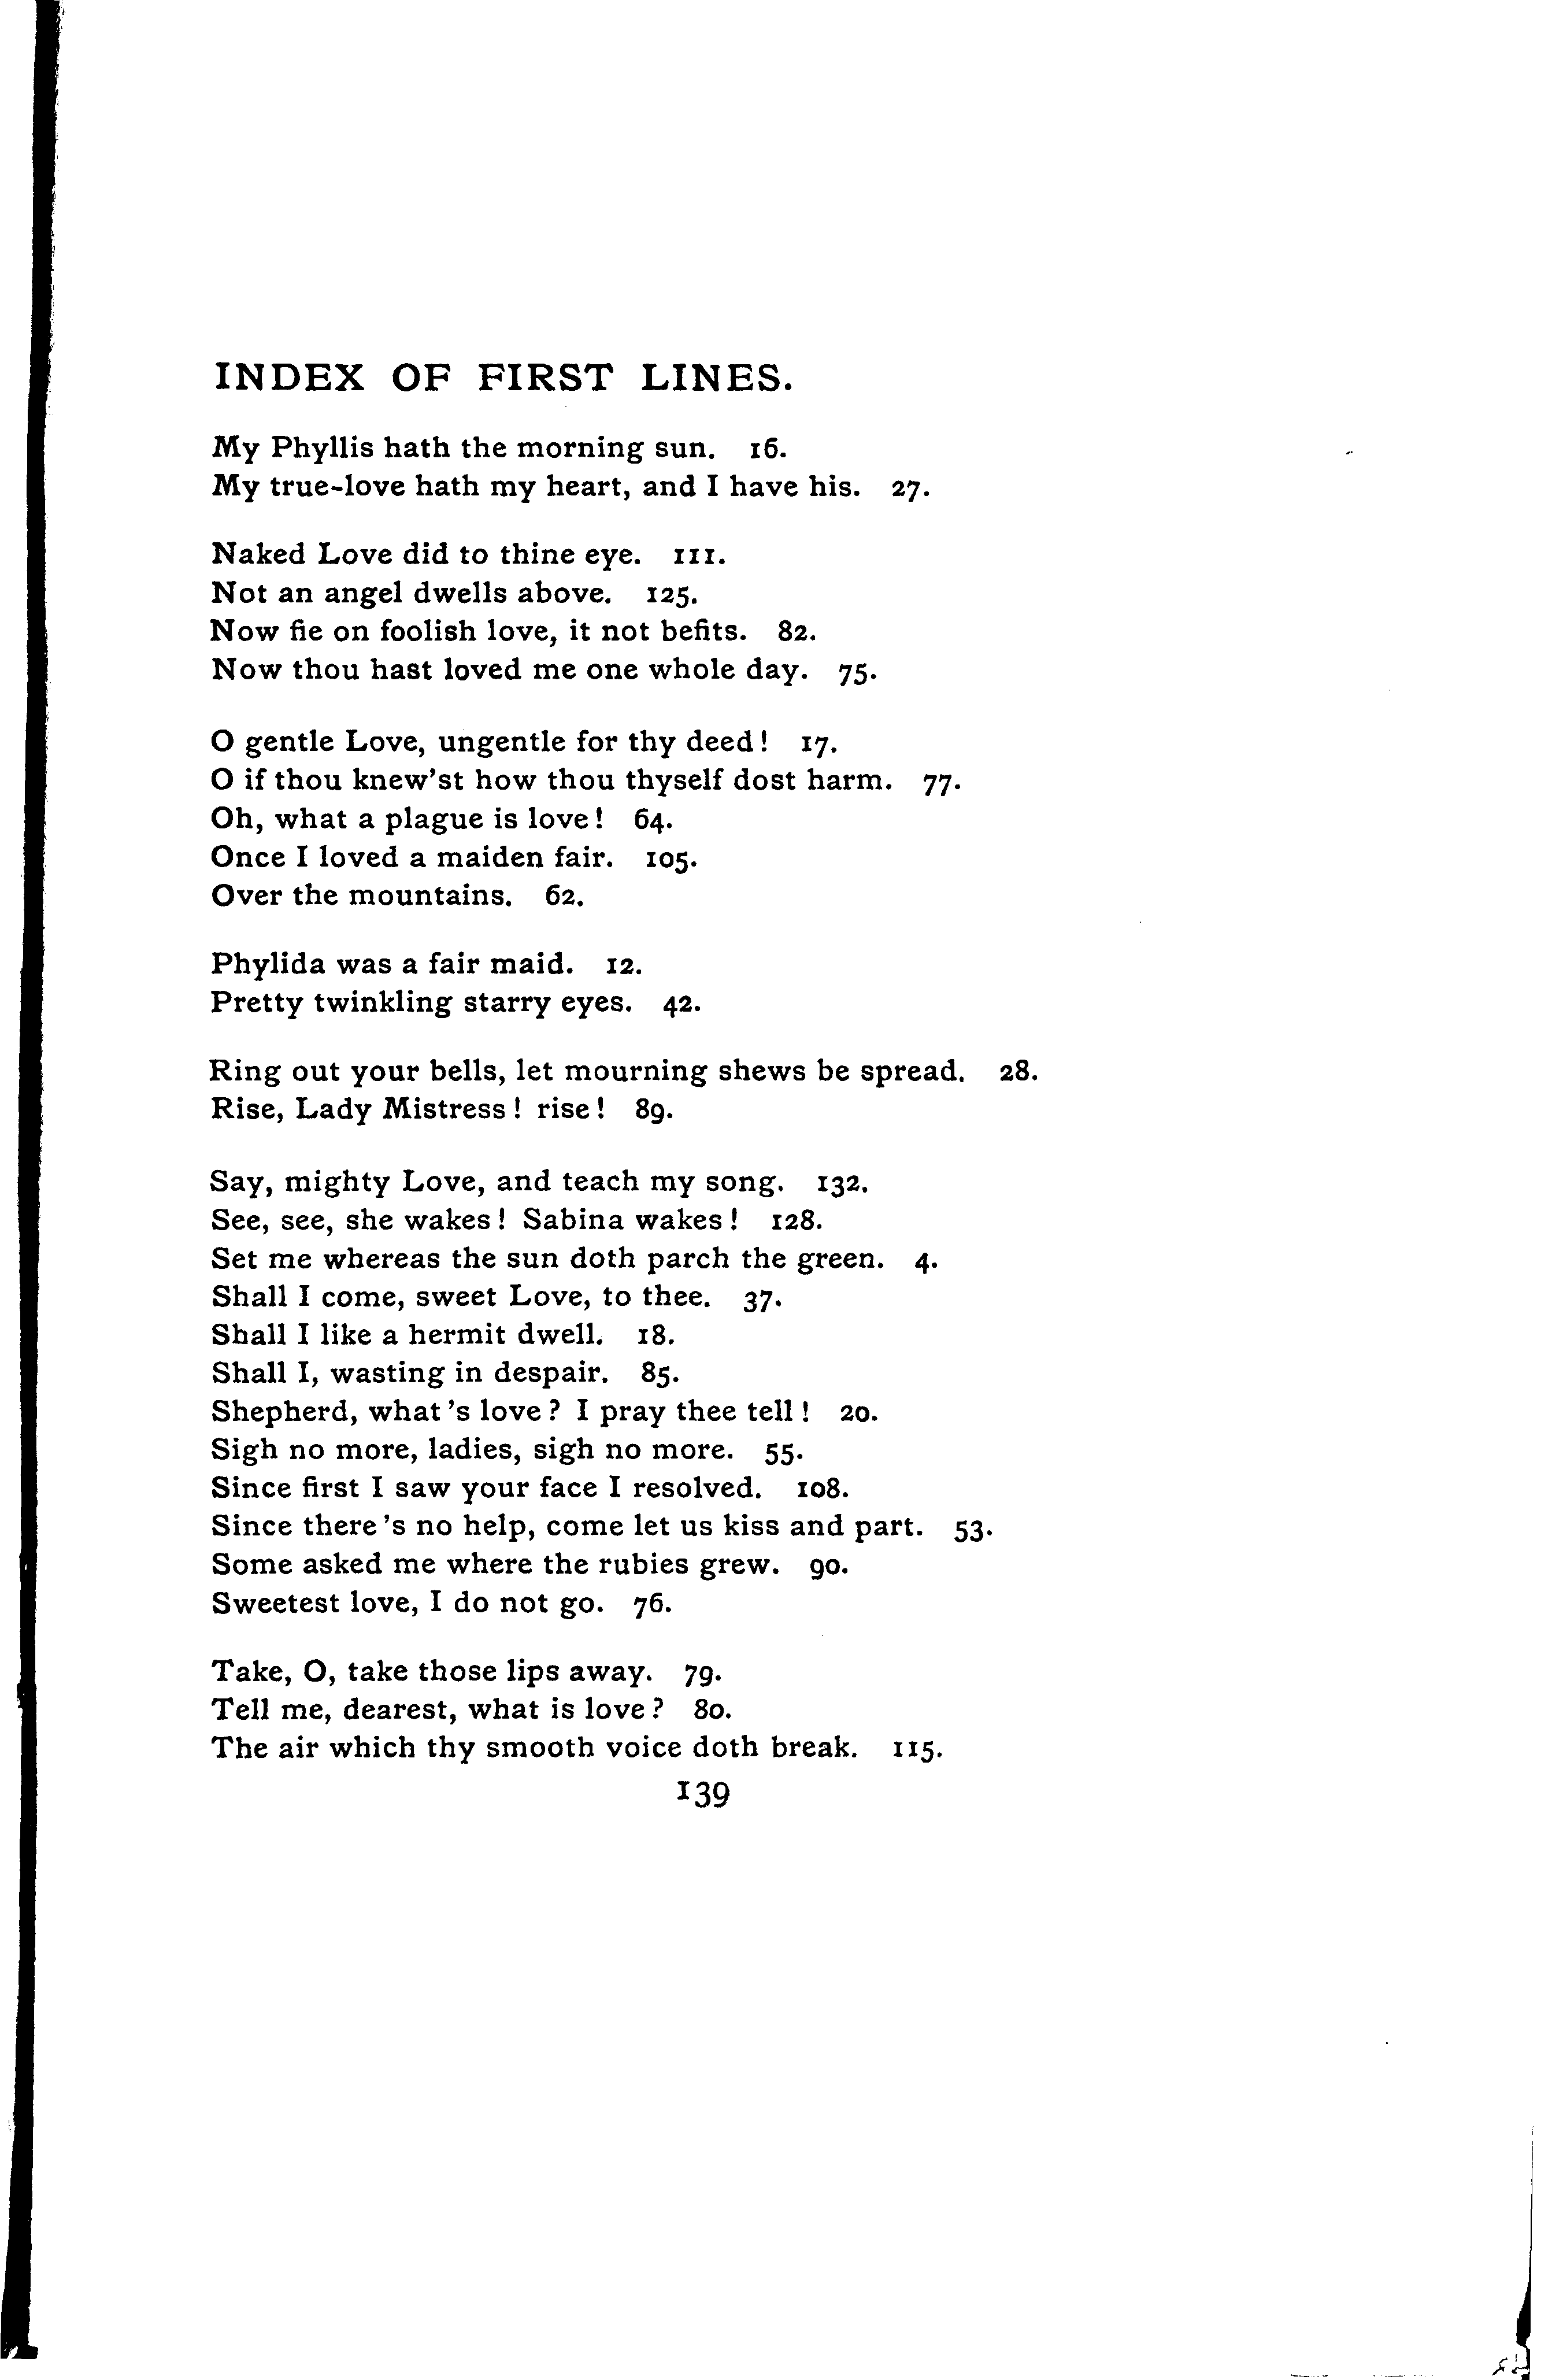 INDEX OF FIRST LINES.
My Phyllis hath the morning sun. 16.
My true-love hath my heart, and I have his. 27.
Naked Love did to thine eye. 111.
Not an angel dwells above. 125.
Now fie on foolish love, it not befits. 82.
Now thou hast loved me one whole day. 75.
O gentle Love, ungentle for thy deed! 17.
O if thou knew'st how thou thyself dost harm. 77.
Oh, what a plague is love! 64.
Once I loved a maiden fair. 105.
Over the mountains. 62.
Phylida was a fair maid. 12.
Pretty twinkling starry eyes. 42.
Ring out your bells, let mourning shews be spread. 28.
Rise, Lady Mistress! rise! 89.
Say, mighty Love, and teach my song. 132.
See, see, she wakes! Sabina wakes! 128.
Set me whereas the sun doth parch the green. 4.
Shall I come, sweet Love, to thee. 37.
Shall I like a hermit dwell. 18.
Shall I, wasting in despair. 85.
Shepherd, what's love? I pray thee tell! 20.
Sigh no more, ladies, sigh no more. 55.
Since first I saw your face I resolved. 108.
Since there's no help, come let us kiss and part. 53.
Some asked me where the rubies grew. 90.
Sweetest love, I do not go. 76.
Take, O, take those lips away. 79.
Tell me, dearest, what is love? 80.
The air which thy smooth voice doth break. 115.
139